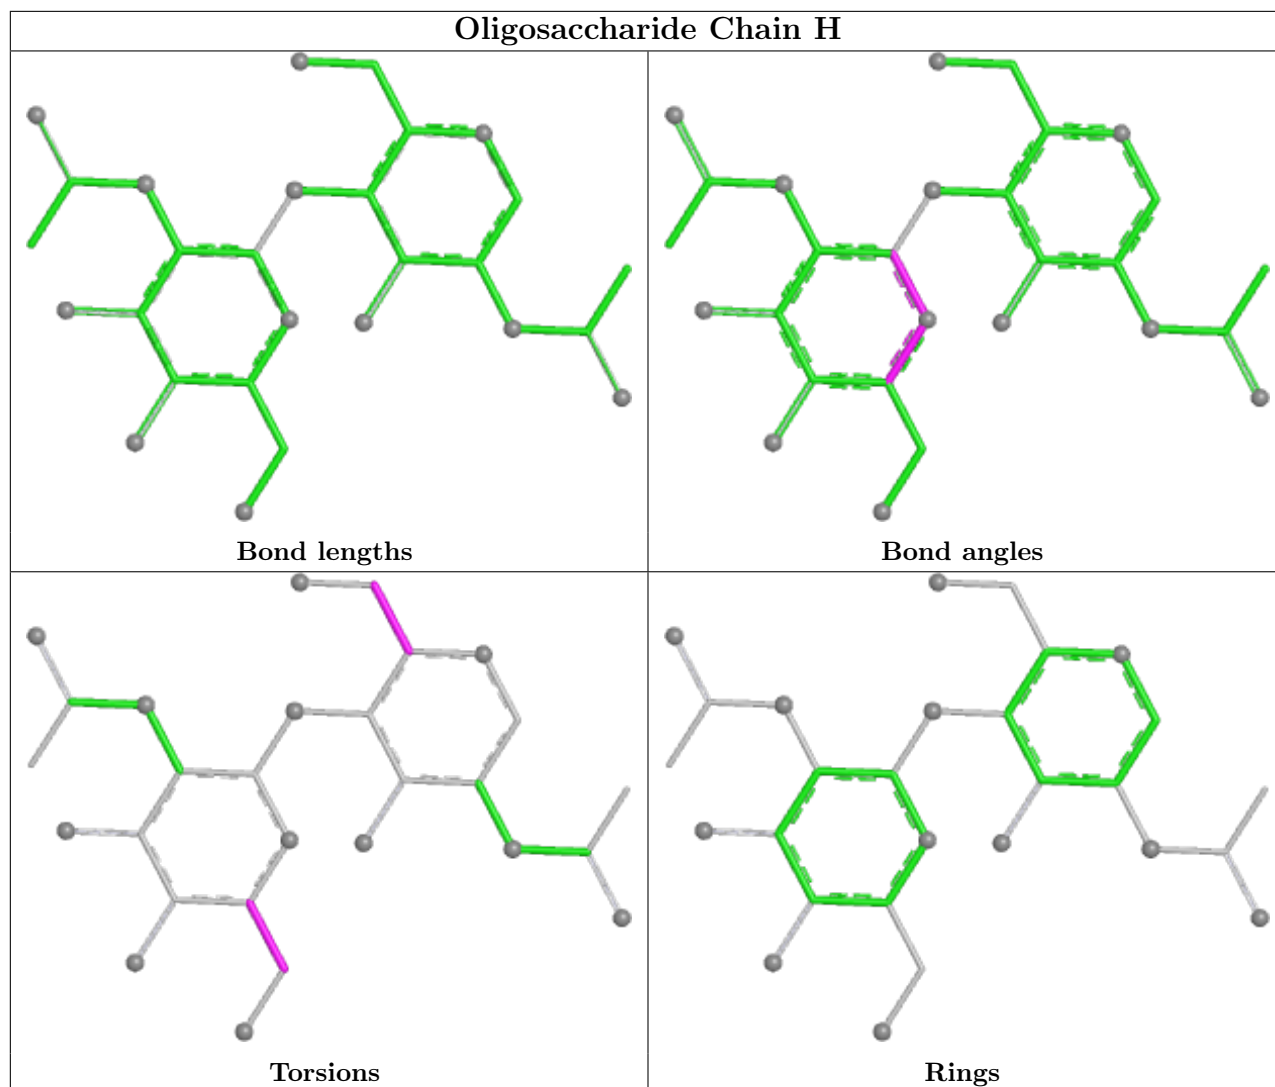 Oligosaccharide Chain H
Bond lengths
Bond angles
Torsions
Rings